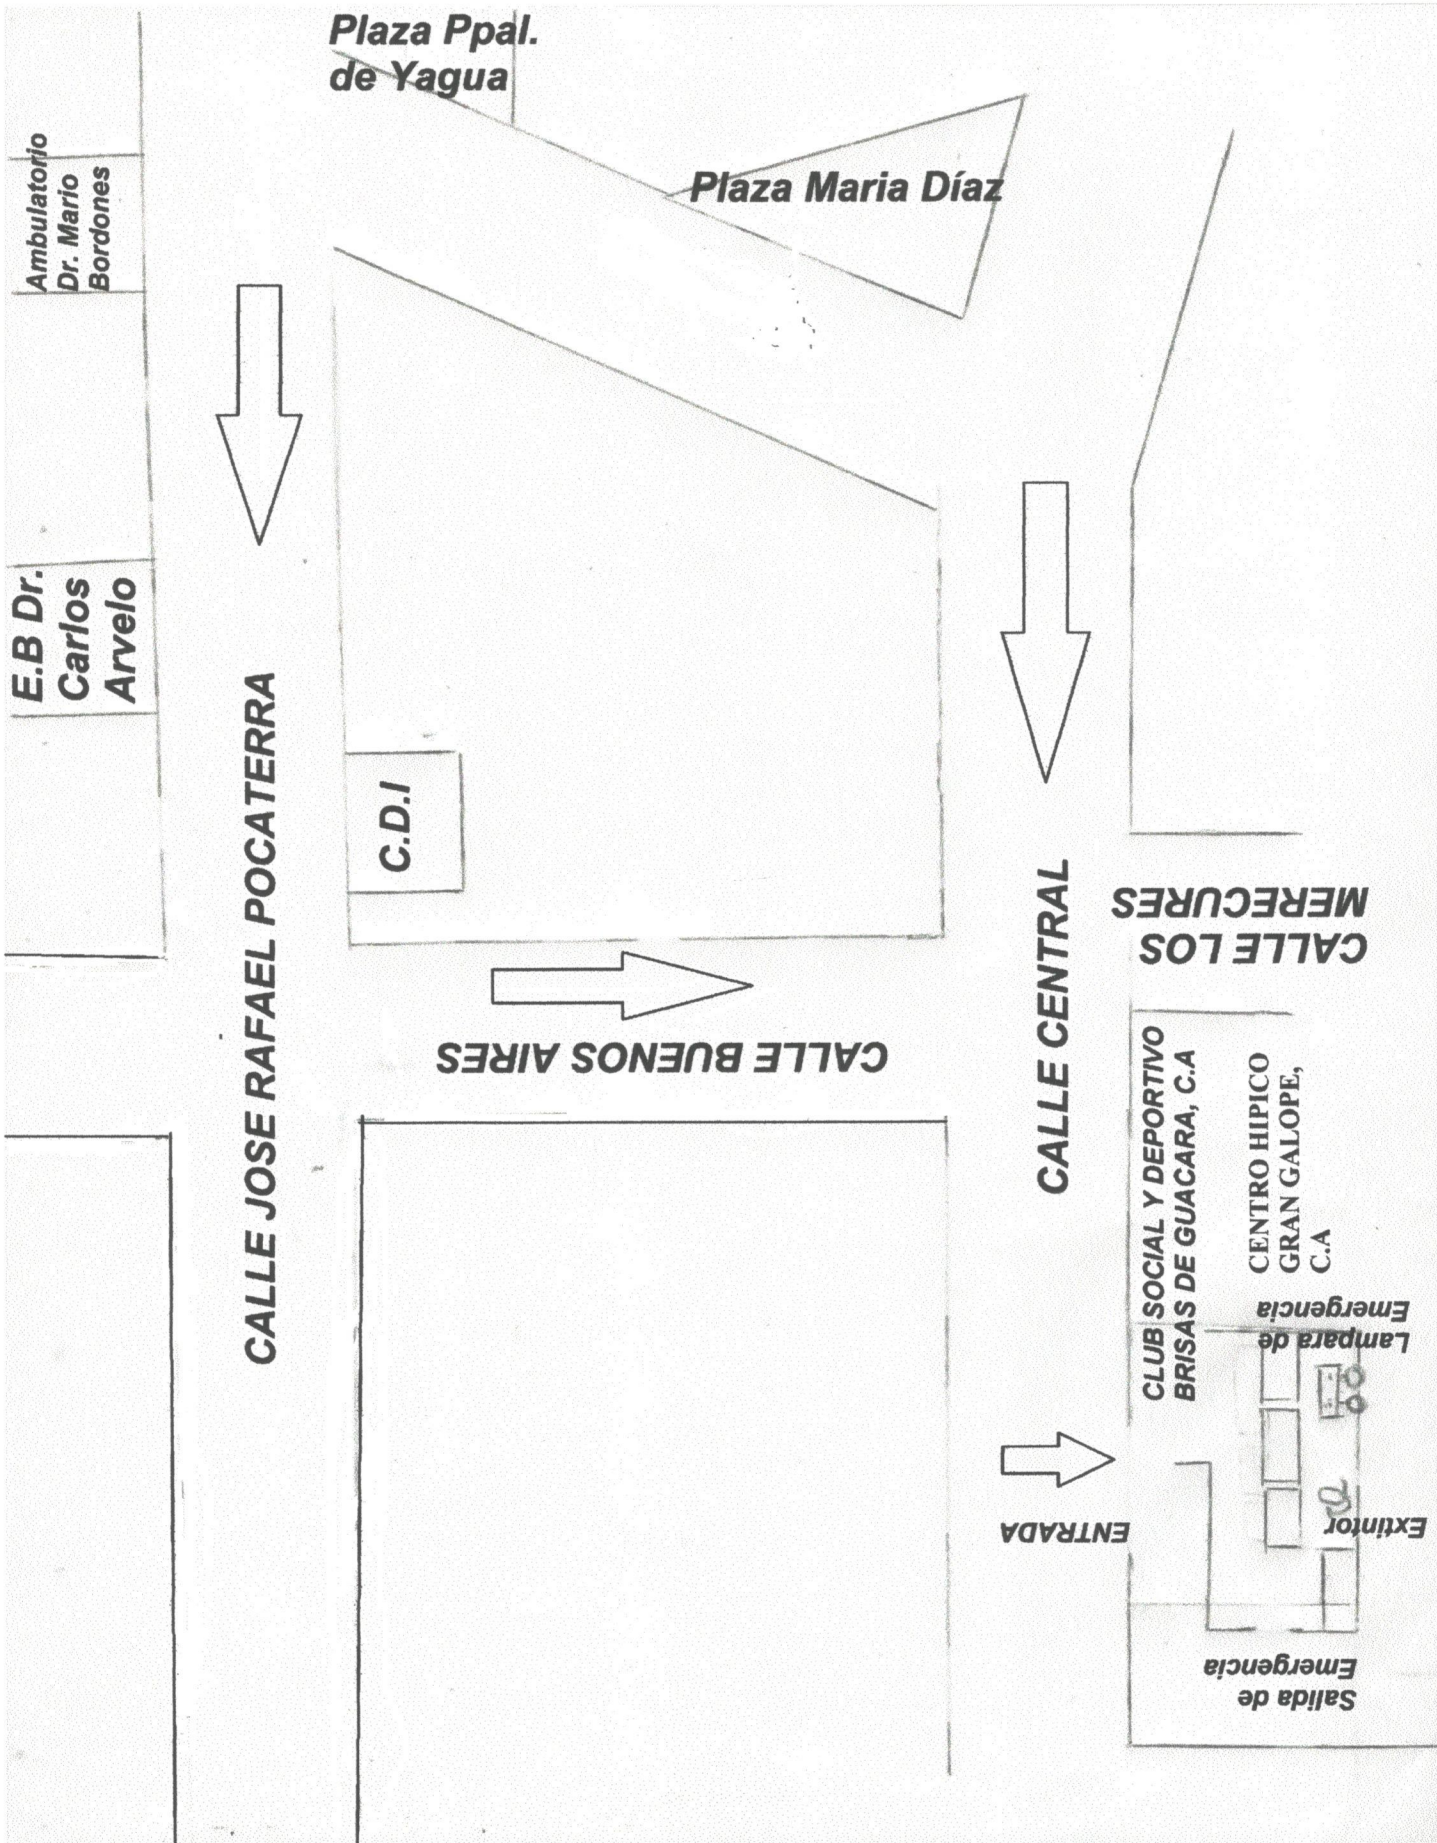 Plaza Ppal.
de Yagua
Plaza Maria Díaz
Ambulatorio
Dr. Mario
Bordones
E.B Dr.
Carlos
Arvelo
CALLE JOSE RAFAEL POCATERRA
C.D.I
CALLE BUENOS AIRES
CALLE CENTRAL
CALLE LOS
MERECURES
CLUB SOCIAL Y DEPORTIVO
BRISAS DE GUACARA, C.A
CENTRO HIPICO
GRAN GALOPE,
C.A
Lampara de
Emergencia
ENTRADA
Extintor
Salida de
Emergencia